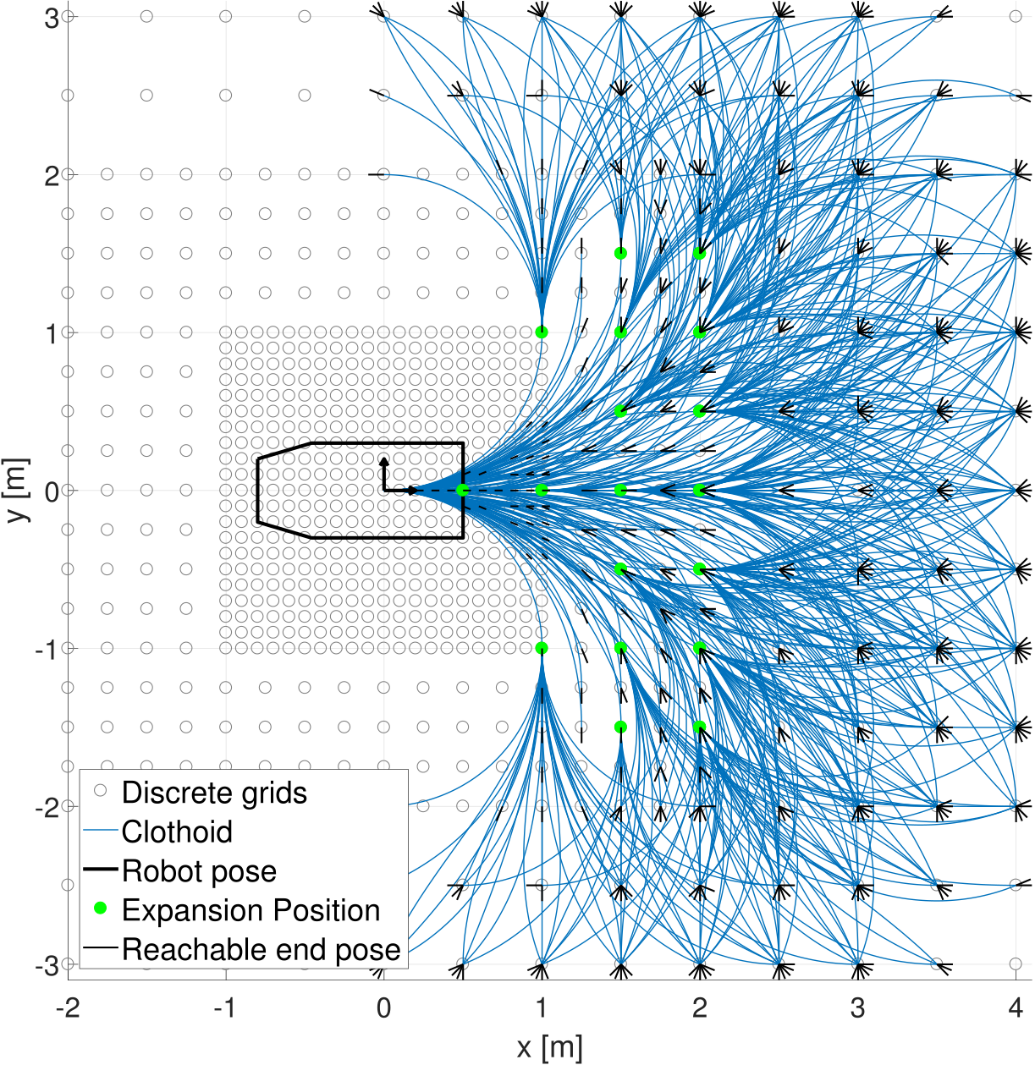 3
2
1
0
-1
-2
-3
y [m]
Discrete grids
Clothoid
Robot pose
Expansion Position
Reachable end pose
-2
-1
0
1
2
3
4
x [m]